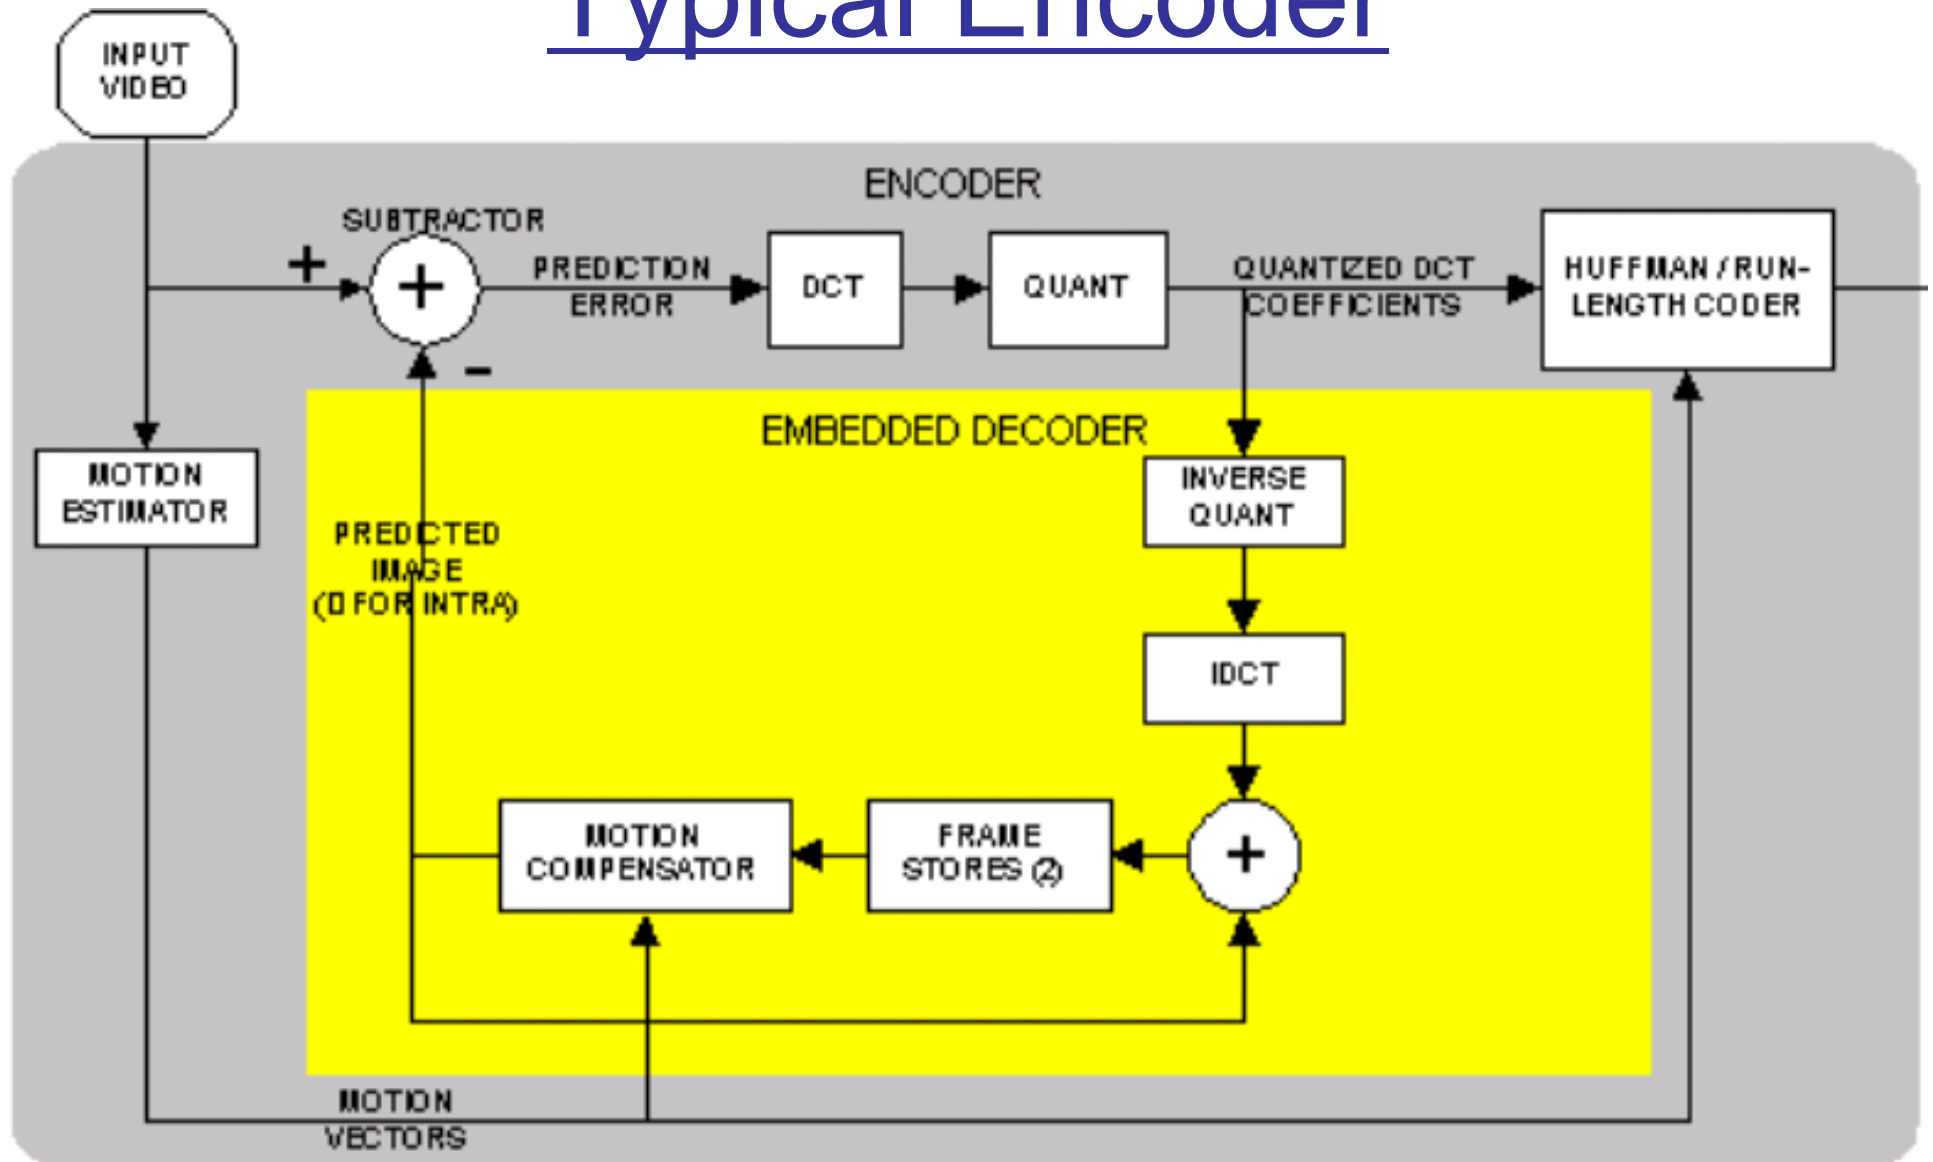 Typical Encoder
INPUT
VIDEO
ENCODER
SUBTRACTOR
+
+
PREDICTION
ERROR
DCT
QUANT
QUANTIZED DCT
COEFFICIENTS
HUFFMAN / RUN-
LENGTH CODER
-
EMBEDDED DECODER
MOTION
ESTIMATOR
INVERSE
QUANT
PREDICTED
IMAGE
(0 FOR INTRA)
IDCT
MOTION
COMPENSATOR
FRAME
STORES (2)
+
MOTION
VECTORS